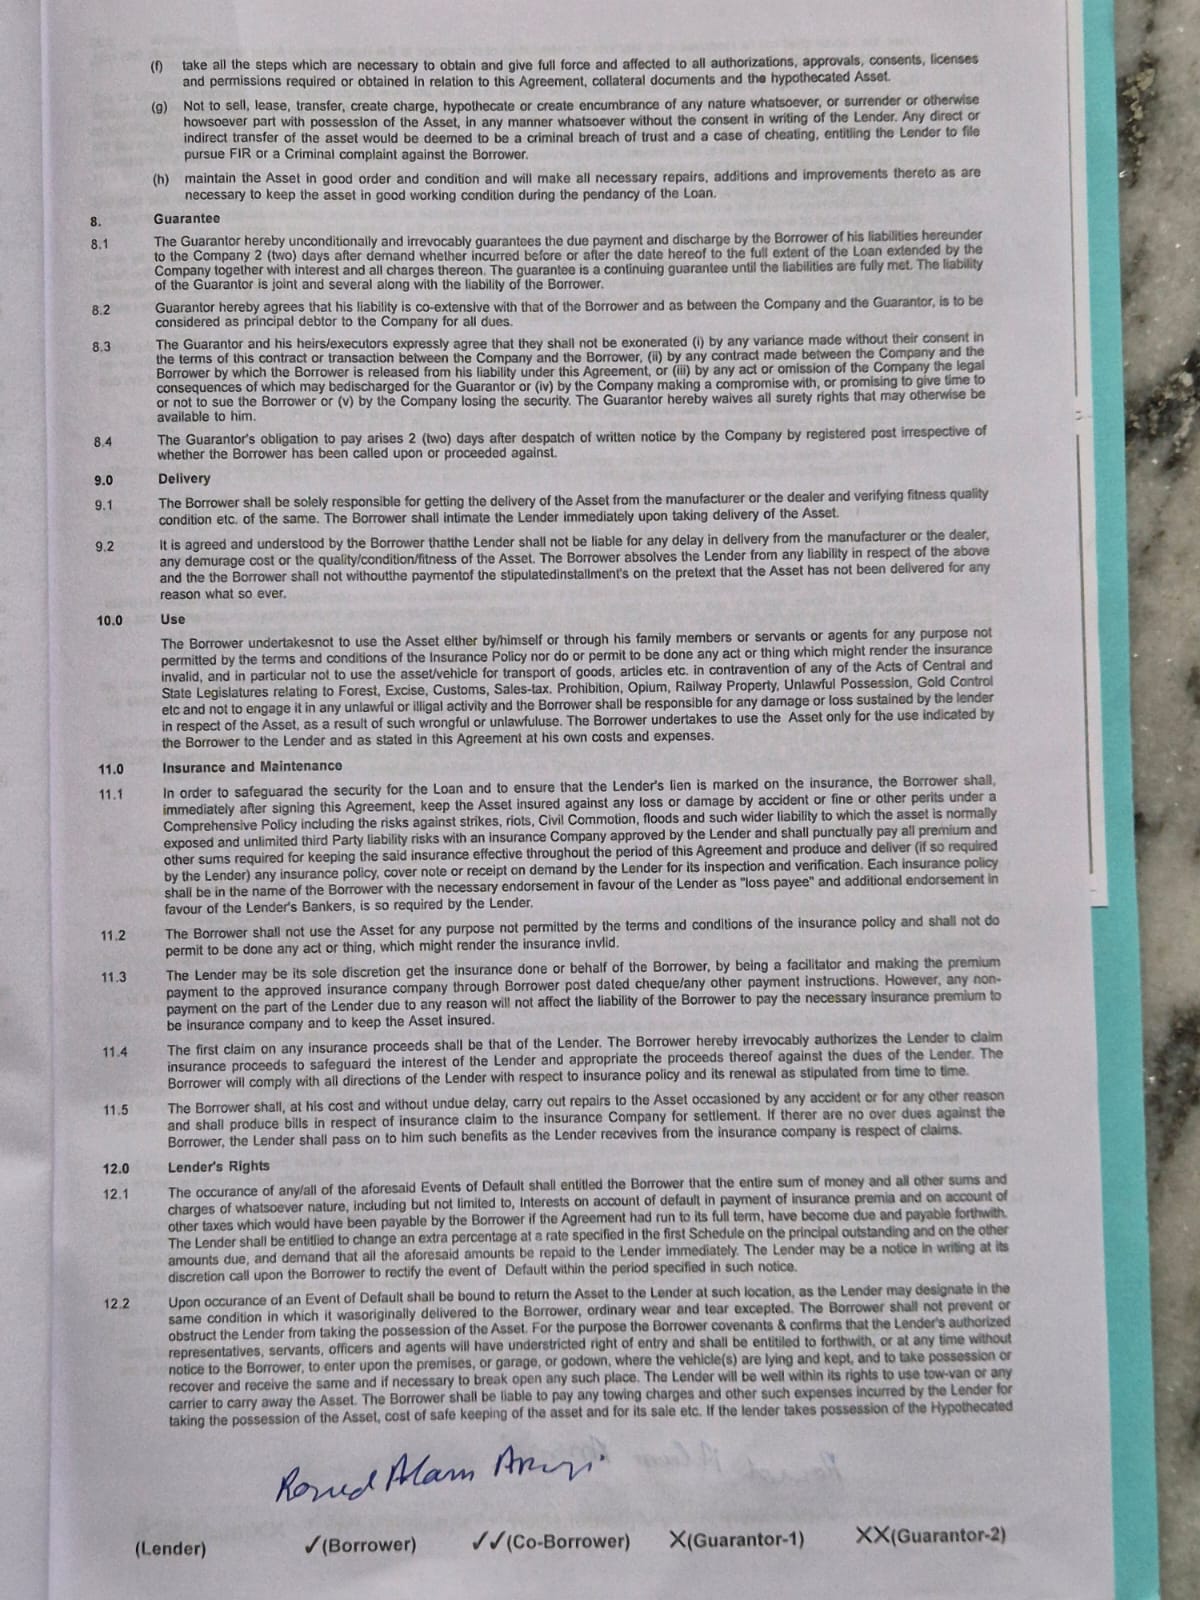 (f) take all the steps which are necessary to obtain and give full force and affected to all authorizations, approvals, consents, licenses
and permissions required or obtained in relation to this Agreement, collateral documents and the hypothecated Asset.
(g) Not to sell, lease, transfer, create charge, hypothecate or create encumbrance of any nature whatsoever, or surrender or otherwise
howsoever part with possession of the Asset, in any manner whatsoever without the consent in writing of the Lender. Any direct or
indirect transfer of the asset would be deemed to be a criminal breach of trust and a case of cheating, entitiing the Lender to file
pursue FIR or a Criminal complaint against the Borrower.
(h) maintain the Asset in good order and condition and will make all necessary repairs, additions and improvements thereto as are
necessary to keep the asset in good working condition during the pendancy of the Loan.
8. Guarantee
8.1 The Guarantor hereby unconditionally and irrevocably guarantees the due payment and discharge by the Borrower of his liabilities hereunder
to the Company 2 (two) days after demand whether incurred before or after the date hereof to the full extent of the Loan extended by the
Company together with interest and all charges thereon. The guarantee is a continuing guarantee until the liabilities are fully met. The liability
of the Guarantor is joint and several along with the liability of the Borrower.
8.2 Guarantor hereby agrees that his liability is co-extensive with that of the Borrower and as between the Company and the Guarantor, is to be
considered as principal debtor to the Company for all dues.
8.3 The Guarantor and his heirs/executors expressly agree that they shall not be exonerated (i) by any variance made without their consent in
the terms of this contract or transaction between the Company and the Borrower, (ii) by any contract made between the Company and the
Borrower by which the Borrower is released from his liability under this Agreement, or (iii) by any act or omission of the Company the legal
consequences of which may bedischarged for the Guarantor or (iv) by the Company making a compromise with, or promising to give time to
or not to sue the Borrower or (v) by the Company losing the security. The Guarantor hereby waives all surety rights that may otherwise be
available to him.
8.4 The Guarantor's obligation to pay arises 2 (two) days after despatch of written notice by the Company by registered post irrespective of
whether the Borrower has been called upon or proceeded against.
9.0 Delivery
9.1 The Borrower shall be solely responsible for getting the delivery of the Asset from the manufacturer or the dealer and verifying fitness quality
condition etc. of the same. The Borrower shall intimate the Lender immediately upon taking delivery of the Asset.
9.2 It is agreed and understood by the Borrower thatthe Lender shall not be liable for any delay in delivery from the manufacturer or the dealer,
any demurage cost or the quality/condition/fitness of the Asset. The Borrower absolves the Lender from any liability in respect of the above
and the the Borrower shall not withoutthe paymentof the stipulatedinstallment's on the pretext that the Asset has not been delivered for any
reason what so ever.
10.0 Use
The Borrower undertakesnot to use the Asset either by/himself or through his family members or servants or agents for any purpose not
permitted by the terms and conditions of the Insurance Policy nor do or permit to be done any act or thing which might render the insurance
invalid, and in particular not to use the asset/vehicle for transport of goods, articles etc. in contravention of any of the Acts of Central and
State Legislatures relating to Forest, Excise, Customs, Sales-tax. Prohibition, Opium, Railway Property, Unlawful Possession, Gold Control
etc and not to engage it in any unlawful or illigal activity and the Borrower shall be responsible for any damage or loss sustained by the lender
in respect of the Asset, as a result of such wrongful or unlawfuluse. The Borrower undertakes to use the Asset only for the use indicated by
the Borrower to the Lender and as stated in this Agreement at his own costs and expenses.
11.0 Insurance and Maintenance
11.1 In order to safeguarad the security for the Loan and to ensure that the Lender's lien is marked on the insurance, the Borrower shall,
immediately after signing this Agreement, keep the Asset insured against any loss or damage by accident or fine or other perits under a
Comprehensive Policy including the risks against strikes, riots, Civil Commotion, floods and such wider liability to which the asset is normally
exposed and unlimited third Party liability risks with an insurance Company approved by the Lender and shall punctually pay all premium and
other sums required for keeping the said insurance effective throughout the period of this Agreement and produce and deliver (if so required
by the Lender) any insurance policy, cover note or receipt on demand by the Lender for its inspection and verification. Each insurance policy
shall be in the name of the Borrower with the necessary endorsement in favour of the Lender as "loss payee" and additional endorsement in
favour of the Lender's Bankers, is so required by the Lender.
11.2 The Borrower shall not use the Asset for any purpose not permitted by the terms and conditions of the insurance policy and shall not do
permit to be done any act or thing, which might render the insurance invlid.
11.3 The Lender may be its sole discretion get the insurance done or behalf of the Borrower, by being a facilitator and making the premium
payment to the approved insurance company through Borrower post dated cheque/any other payment instructions. However, any non-
payment on the part of the Lender due to any reason will not affect the liability of the Borrower to pay the necessary insurance premium to
be insurance company and to keep the Asset insured.
11.4 The first claim on any insurance proceeds shall be that of the Lender. The Borrower hereby irrevocably authorizes the Lender to claim
insurance proceeds to safeguard the interest of the Lender and appropriate the proceeds thereof against the dues of the Lender. The
Borrower will comply with all directions of the Lender with respect to insurance policy and its renewal as stipulated from time to time.
11.5 The Borrower shall, at his cost and without undue delay, carry out repairs to the Asset occasioned by any accident or for any other reason
and shall produce bills in respect of insurance claim to the insurance Company for settlement. If therer are no over dues against the
Borrower, the Lender shall pass on to him such benefits as the Lender recevives from the insurance company is respect of claims.
12.0 Lender's Rights
12.1 The occurance of any/all of the aforesaid Events of Default shall entitled the Borrower that the entire sum of money and all other sums and
charges of whatsoever nature, including but not limited to, Interests on account of default in payment of insurance premia and on account of
other taxes which would have been payable by the Borrower if the Agreement had run to its full term, have become due and payable forthwith.
The Lender shall be entitlied to change an extra percentage at a rate specified in the first Schedule on the principal outstanding and on the other
amounts due, and demand that all the aforesaid amounts be repaid to the Lender immediately. The Lender may be a notice in writing at its
discretion call upon the Borrower to rectify the event of Default within the period specified in such notice.
12.2 Upon occurance of an Event of Default shall be bound to return the Asset to the Lender at such location, as the Lender may designate in the
same condition in which it wasoriginally delivered to the Borrower, ordinary wear and tear excepted. The Borrower shall not prevent or
obstruct the Lender from taking the possession of the Asset. For the purpose the Borrower covenants & confirms that the Lender's authorized
representatives, servants, officers and agents will have understricted right of entry and shall be entitiled to forthwith, or at any time without
notice to the Borrower, to enter upon the premises, or garage, or godown, where the vehicle(s) are lying and kept, and to take possession or
recover and receive the same and if necessary to break open any such place. The Lender will be well within its rights to use tow-van or any
carrier to carry away the Asset. The Borrower shall be liable to pay any towing charges and other such expenses incurred by the Lender for
taking the possession of the Asset, cost of safe keeping of the asset and for its sale etc. If the lender takes possession of the Hypothecated
Alam
(Lender) ✓(Borrower) ✓✓(Co-Borrower) X(Guarantor-1) XX(Guarantor-2)